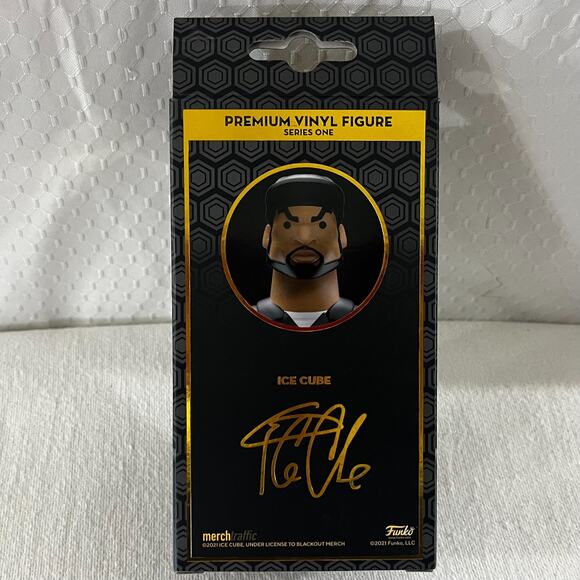 PREMIUM VINYL FIGURE
SERIES ONE
ICE CUBE
merchtraffic
©2021 ICE CUBE, UNDER LICENSE TO BLACKOUT MERCH
Funko®
©2021 Funko, LLC